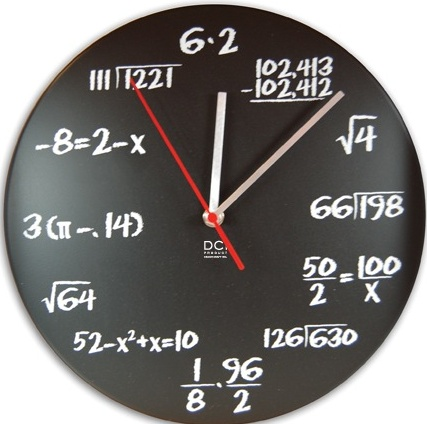 6·2
102,413
-102,412
√4
66⟌198
50/2 = 100/x
126⟌630
1/8 · 96/2
52-x²+x=10
√64
3(π-.14)
-8=2-x
111⟌1221
DCI